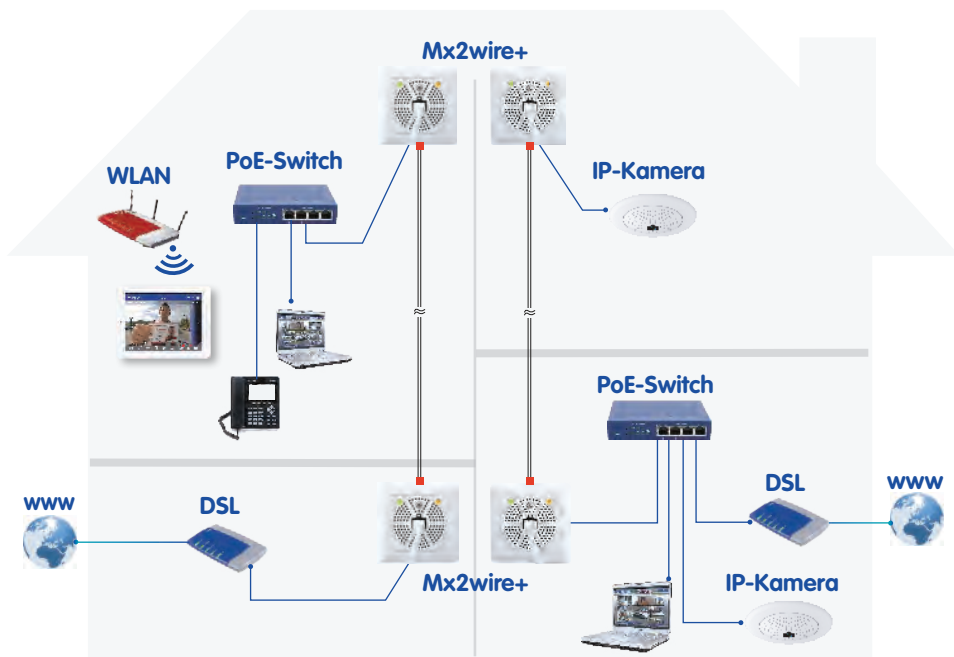 Mx2wire+
PoE-Switch
WLAN
IP-Kamera
PoE-Switch
www
DSL
DSL
www
Mx2wire+
IP-Kamera